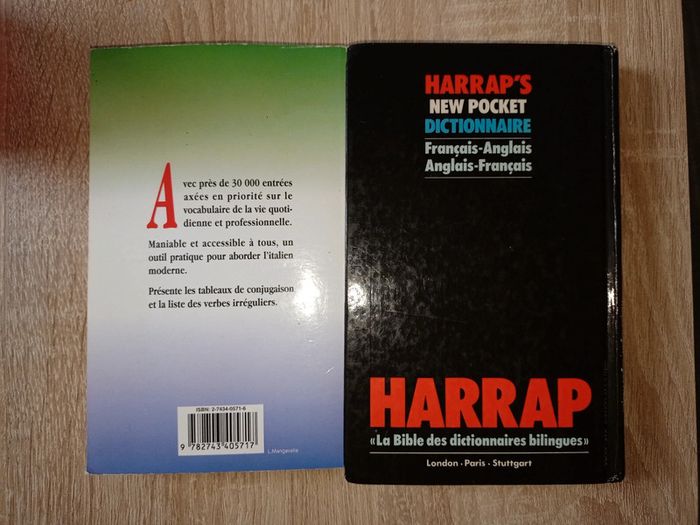 Avec près de 30 000 entrées
axées en priorité sur le
vocabulaire de la vie quoti-
dienne et professionnelle.
Maniable et accessible à tous, un
outil pratique pour aborder l'italien
moderne.
Présente les tableaux de conjugaison
et la liste des verbes irréguliers.
ISBN: 2-7434-0571-6
9 782743 405717
HARRAP'S
NEW POCKET
DICTIONNAIRE
Français-Anglais
Anglais-Français
HARRAP
«La Bible des dictionnaires bilingues»
London · Paris · Stuttgart